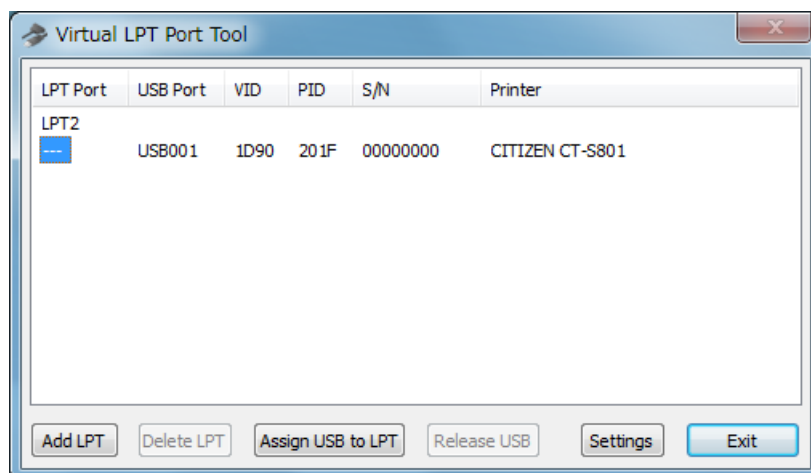 Virtual LPT Port Tool
LPT Port USB Port VID PID S/N Printer
LPT2
--- USB001 1D90 201F 00000000 CITIZEN CT-S801
Add LPT Delete LPT Assign USB to LPT Release USB Settings Exit